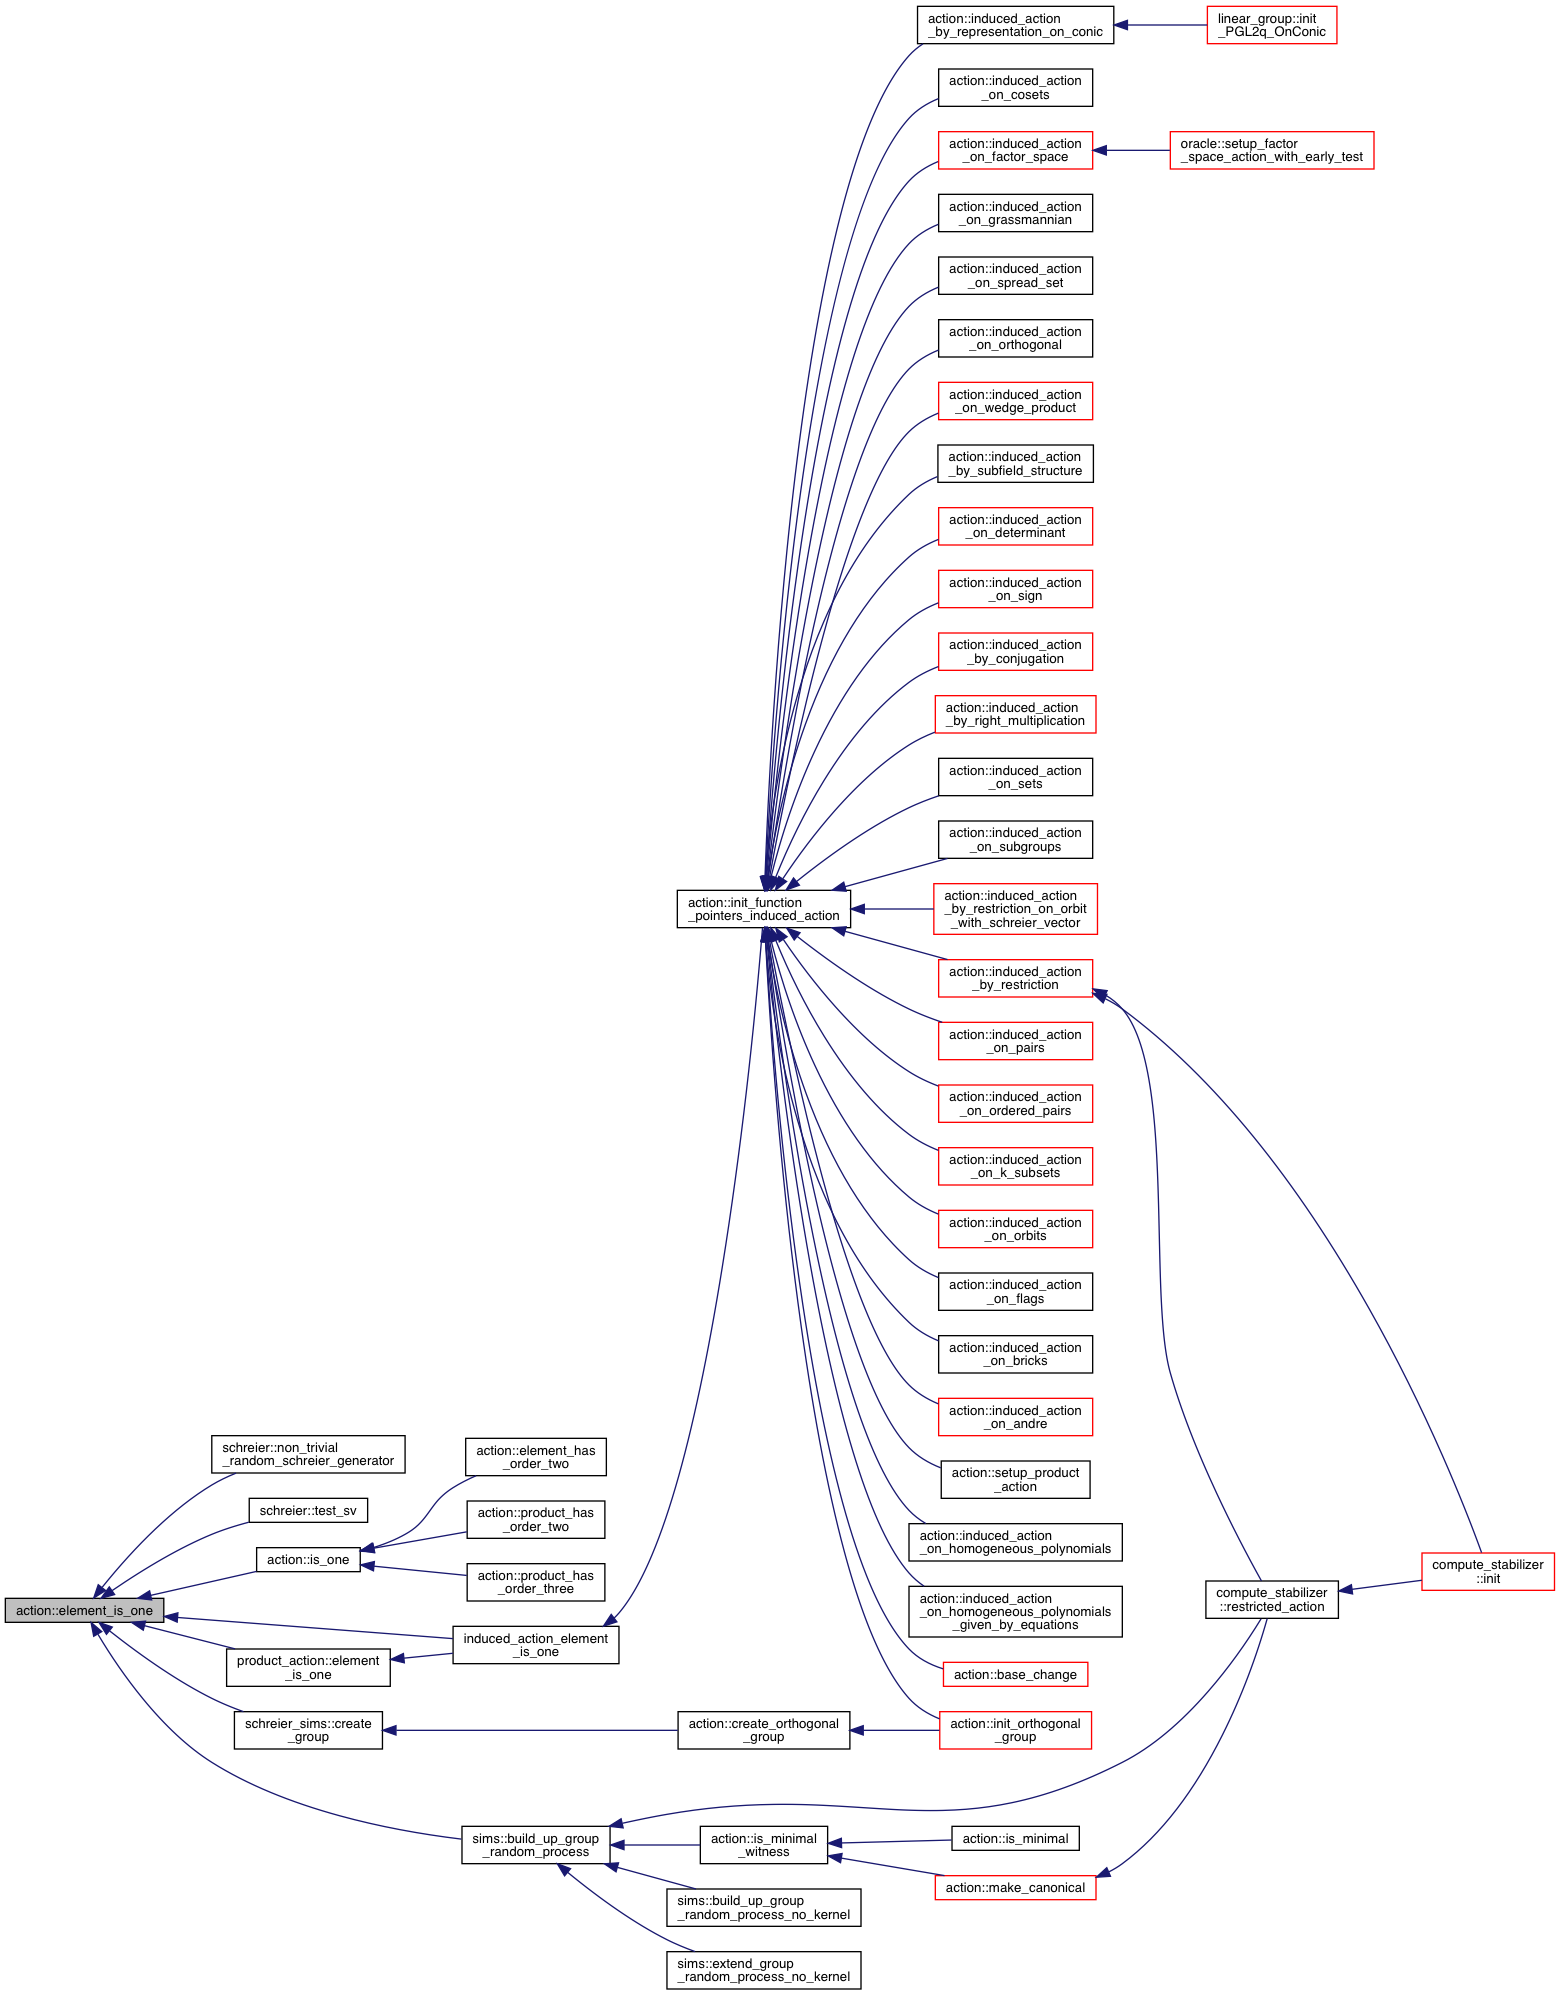 action::induced_action
_by_representation_on_conic
linear_group::init
_PGL2q_OnConic
action::induced_action
_on_cosets
action::induced_action
_on_factor_space
oracle::setup_factor
_space_action_with_early_test
action::induced_action
_on_grassmannian
action::induced_action
_on_spread_set
action::induced_action
_on_orthogonal
action::induced_action
_on_wedge_product
action::induced_action
_by_subfield_structure
action::induced_action
_on_determinant
action::induced_action
_on_sign
action::induced_action
_by_conjugation
action::induced_action
_by_right_multiplication
action::induced_action
_on_sets
action::induced_action
_on_subgroups
action::init_function
_pointers_induced_action
action::induced_action
_by_restriction_on_orbit
_with_schreier_vector
action::induced_action
_by_restriction
action::induced_action
_on_pairs
action::induced_action
_on_ordered_pairs
action::induced_action
_on_k_subsets
action::induced_action
_on_orbits
action::induced_action
_on_flags
action::induced_action
_on_bricks
action::induced_action
_on_andre
schreier::non_trivial
_random_schreier_generator
action::element_has
_order_two
action::setup_product
_action
schreier::test_sv
action::product_has
_order_two
action::induced_action
_on_homogeneous_polynomials
action::is_one
action::product_has
_order_three
compute_stabilizer
::init
action::element_is_one
action::induced_action
_on_homogeneous_polynomials
_given_by_equations
compute_stabilizer
::restricted_action
induced_action_element
_is_one
product_action::element
_is_one
action::base_change
schreier_sims::create
_group
action::create_orthogonal
_group
action::init_orthogonal
_group
sims::build_up_group
_random_process
action::is_minimal
_witness
action::is_minimal
action::make_canonical
sims::build_up_group
_random_process_no_kernel
sims::extend_group
_random_process_no_kernel